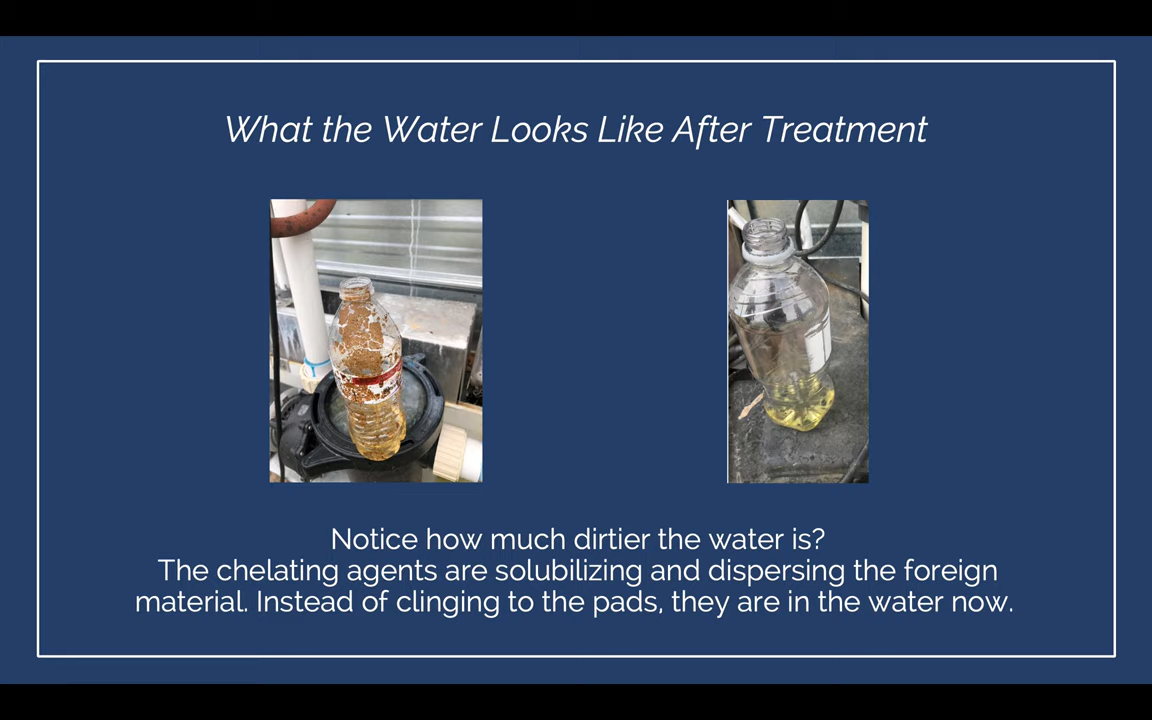 What the Water Looks Like After Treatment
Notice how much dirtier the water is?
The chelating agents are solubilizing and dispersing the foreign
material. Instead of clinging to the pads, they are in the water now.